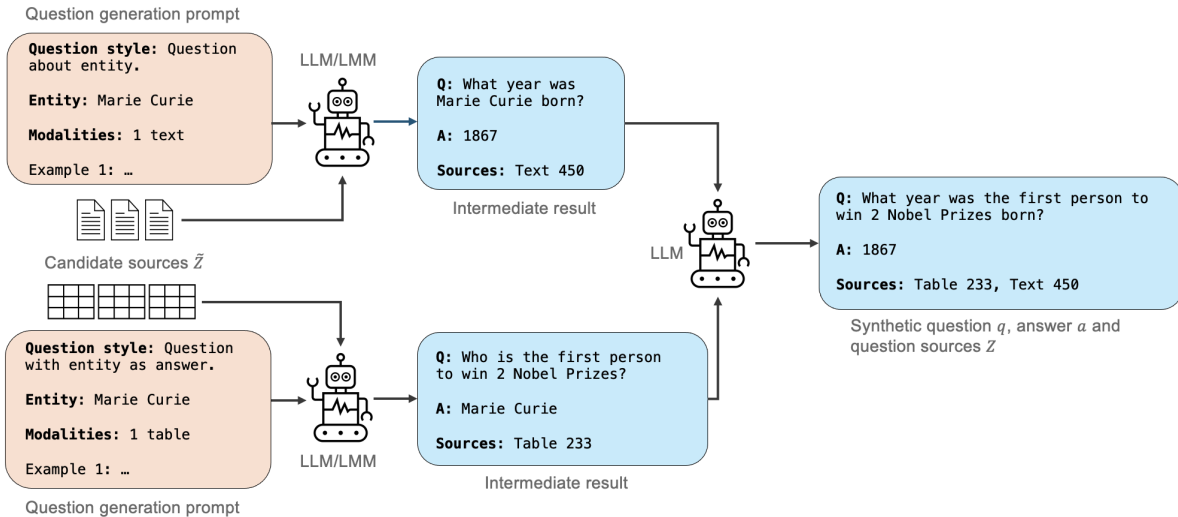 Question generation prompt
Question style: Question
about entity.
Entity: Marie Curie
Modalities: 1 text
Example 1: …
LLM/LMM
Q: What year was
Marie Curie born?
A: 1867
Sources: Text 450
Intermediate result
Candidate sources Z̃
Question style: Question
with entity as answer.
Entity: Marie Curie
Modalities: 1 table
Example 1: …
Question generation prompt
LLM/LMM
Q: Who is the first person
to win 2 Nobel Prizes?
A: Marie Curie
Sources: Table 233
Intermediate result
LLM
Q: What year was the first person to
win 2 Nobel Prizes born?
A: 1867
Sources: Table 233, Text 450
Synthetic question q, answer a and
question sources Z